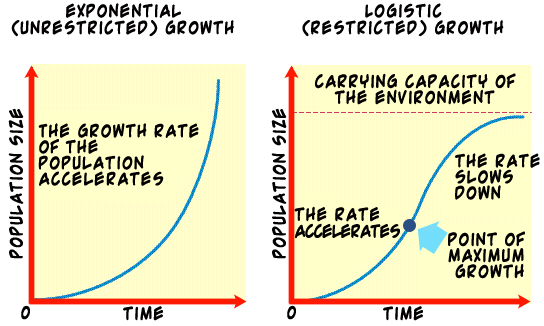 EXPONENTIAL
(UNRESTRICTED) GROWTH
POPULATION SIZE
THE GROWTH RATE
OF THE
POPULATION
ACCELERATES
0
TIME
LOGISTIC
(RESTRICTED) GROWTH
POPULATION SIZE
CARRYING CAPACITY OF
THE ENVIRONMENT
THE RATE
SLOWS
DOWN
THE RATE
ACCELERATES
POINT OF
MAXIMUM
GROWTH
0
TIME